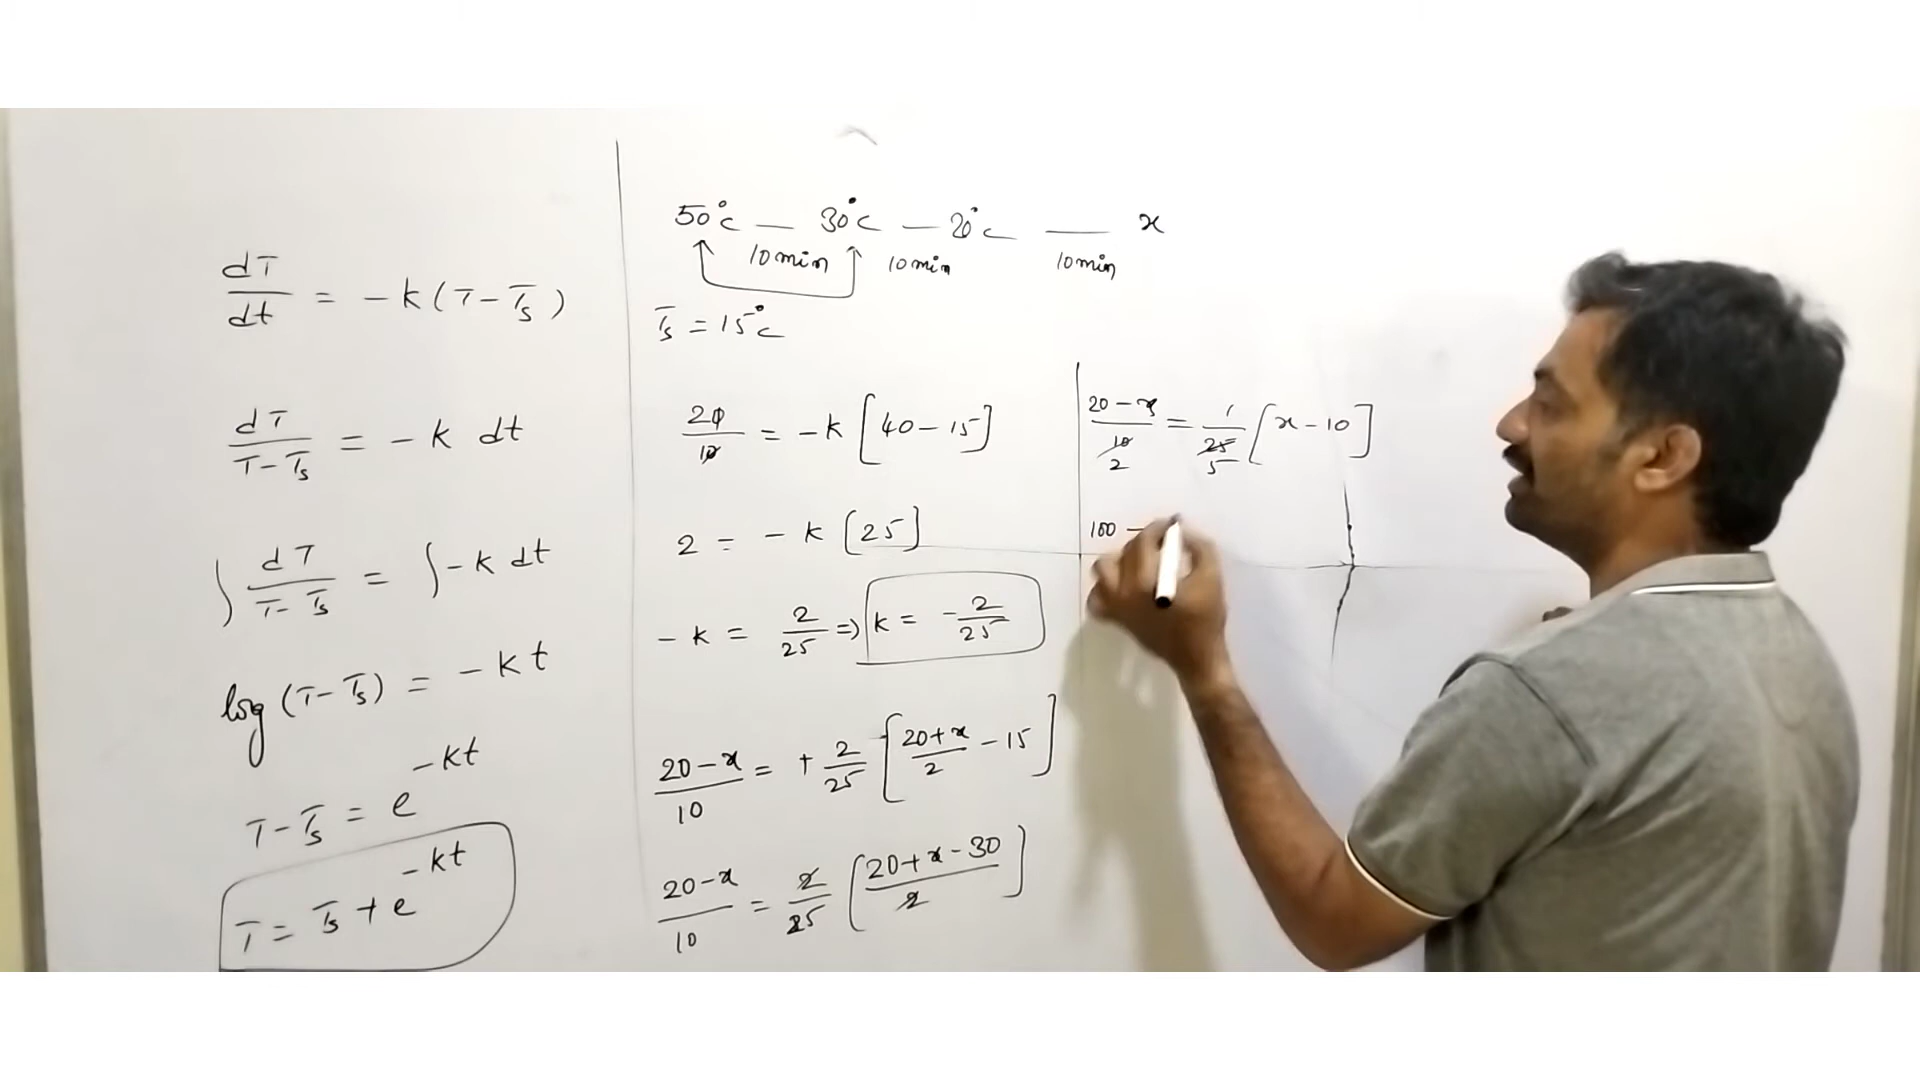 dT/dt = -k(T-Ts)
dT/T-Ts = -k dt
∫ dT/T-Ts = ∫-k dt
log (T-Ts) = -kt
T-Ts = e^-kt
T = Ts + e^-kt
50°C — 30°C — 20°C — x
10min 10min 10min
Ts = 15°C
20/10 = -k [40-15]
2 = -k [25]
-k = 2/25 => k = -2/25
20-x/10 = +2/25 [20+x/2 - 15]
20-x/10 = 2/25 [20+x-30/2]
20-x/10 2 = 1/25 5 [x-10]
100 -